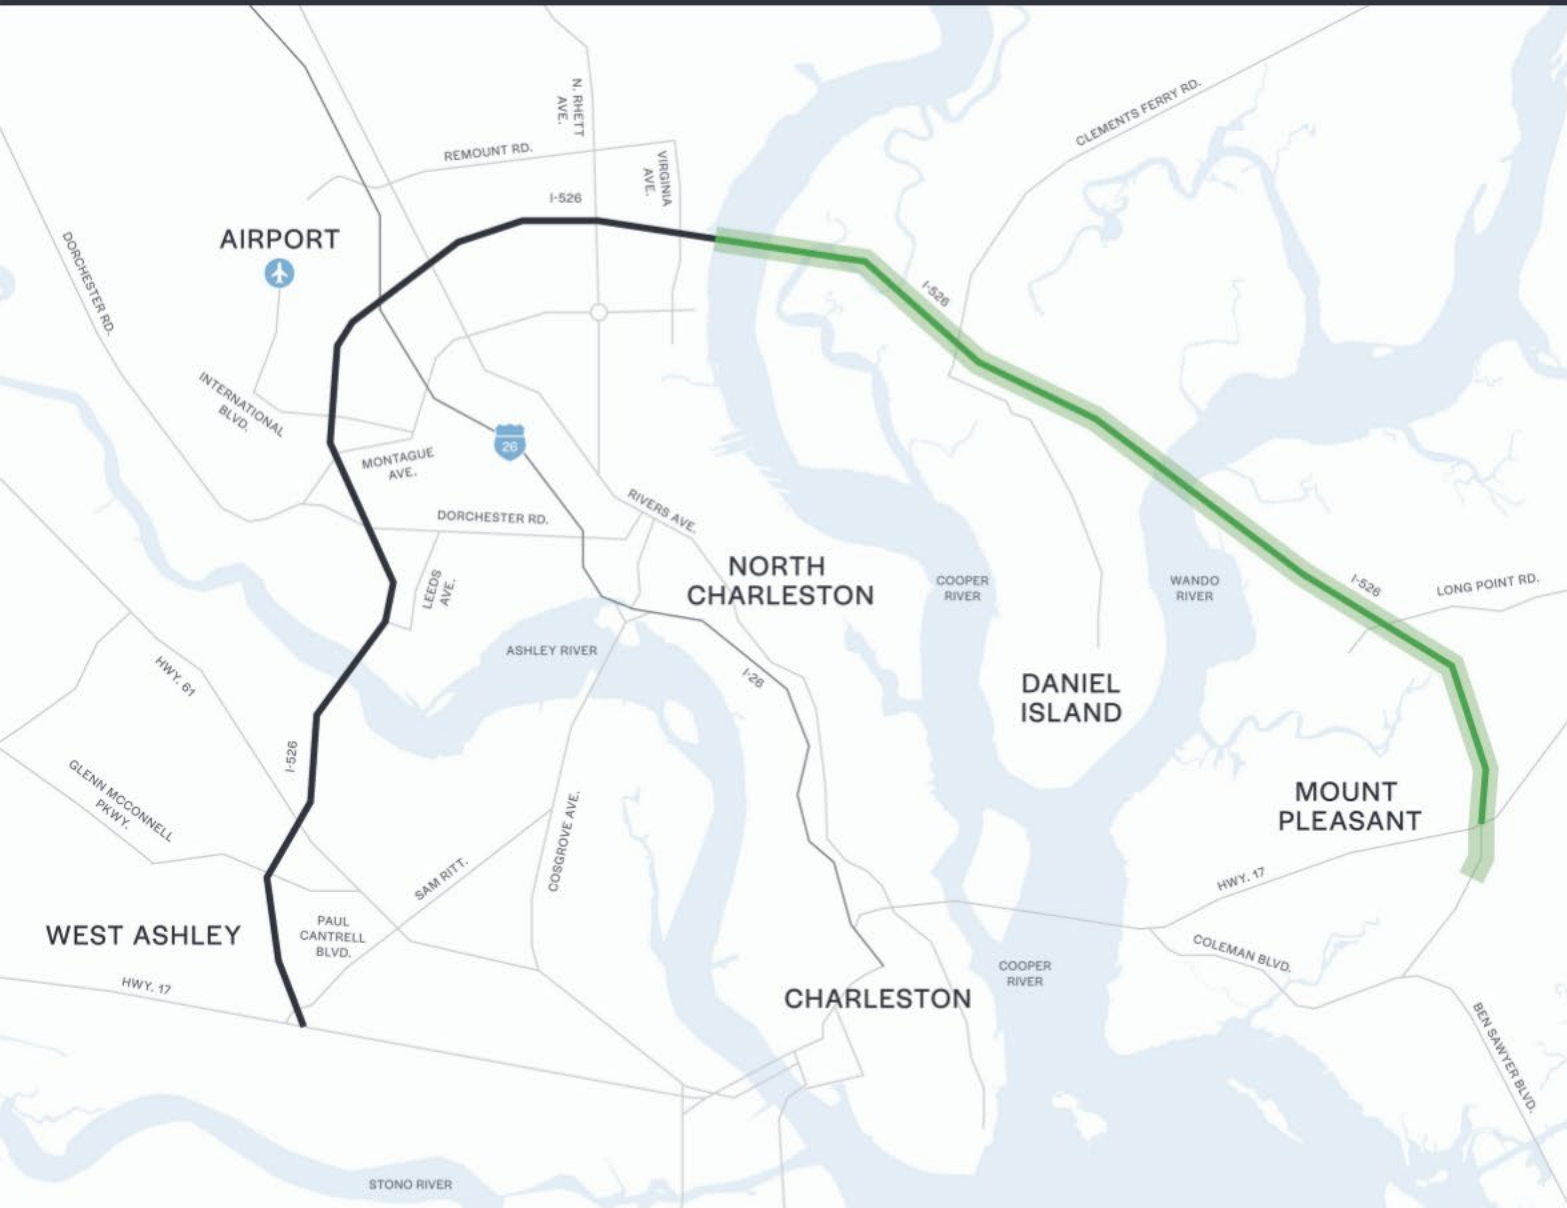 N. RHETT
AVE.
CLEMENTS FERRY RD.
REMOUNT RD.
VIRGINIA
AVE.
I-526
AIRPORT
DORCHESTER RD.
I-526
INTERNATIONAL
BLVD.
26
MONTAGUE
AVE.
RIVERS AVE.
DORCHESTER RD.
NORTH
CHARLESTON
LEEDS
AVE.
COOPER
RIVER
WANDO
RIVER
I-526
LONG POINT RD.
ASHLEY RIVER
HWY. 61
I-26
DANIEL
ISLAND
I-526
GLENN MCCONNELL
PKWY.
MOUNT
PLEASANT
COSGROVE AVE.
SAM RITT.
HWY. 17
WEST ASHLEY
PAUL
CANTRELL
BLVD.
COLEMAN BLVD.
HWY. 17
COOPER
RIVER
CHARLESTON
BEN SAWYER BLVD.
STONO RIVER